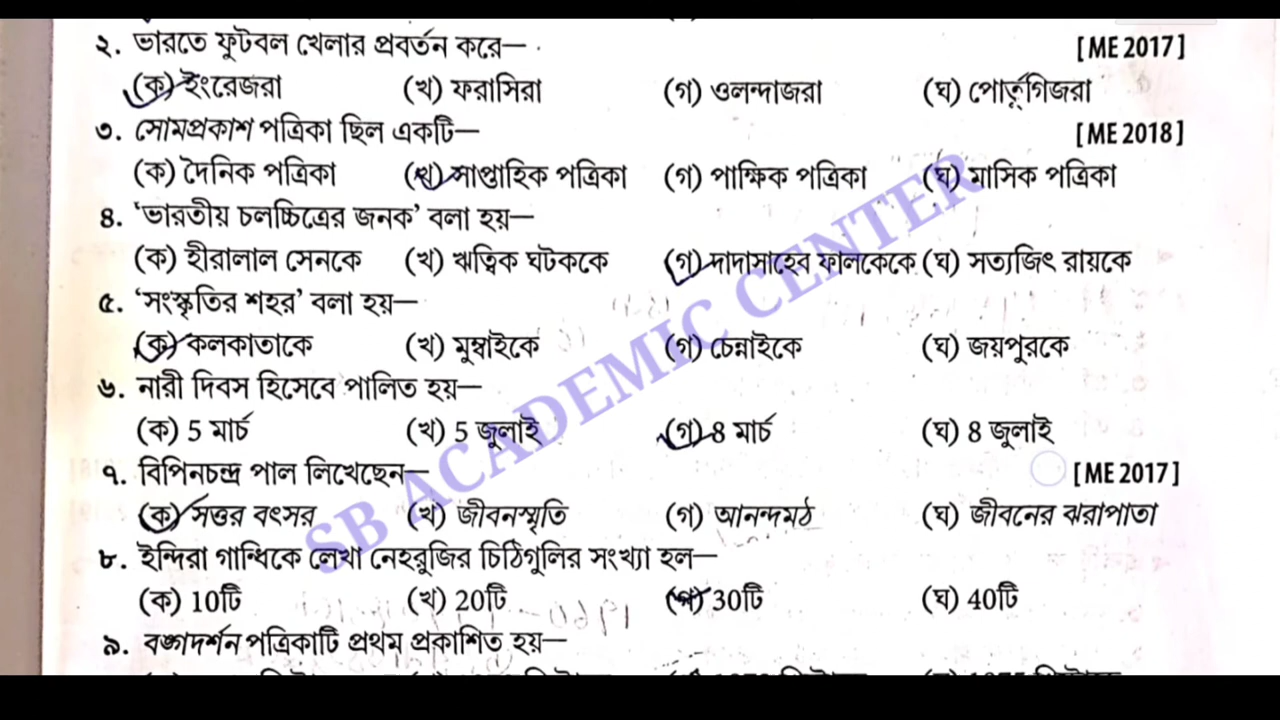 ২. ভারতে ফুটবল খেলার প্রবর্তন করে— [ME 2017]
(ক) ইংরেজরা (খ) ফরাসিরা (গ) ওলন্দাজরা (ঘ) পোর্তুগিজরা
৩. সোমপ্রকাশ পত্রিকা ছিল একটি— [ME 2018]
(ক) দৈনিক পত্রিকা (খ) সাপ্তাহিক পত্রিকা (গ) পাক্ষিক পত্রিকা (ঘ) মাসিক পত্রিকা
৪. ‘ভারতীয় চলচ্চিত্রের জনক’ বলা হয়—
(ক) হীরালাল সেনকে (খ) ঋত্বিক ঘটককে (গ) দাদাসাহেব ফালকেকে (ঘ) সত্যজিৎ রায়কে
৫. ‘সংস্কৃতির শহর’ বলা হয়—
(ক) কলকাতাকে (খ) মুম্বাইকে (গ) চেন্নাইকে (ঘ) জয়পুরকে
৬. নারী দিবস হিসেবে পালিত হয়—
(ক) 5 মার্চ (খ) 5 জুলাই (গ) 8 মার্চ (ঘ) 8 জুলাই
৭. বিপিনচন্দ্র পাল লিখেছেন— [ME 2017]
(ক) সত্তর বৎসর (খ) জীবনস্মৃতি (গ) আনন্দমঠ (ঘ) জীবনের ঝরাপাতা
৮. ইন্দিরা গান্ধিকে লেখা নেহরুজির চিঠিগুলির সংখ্যা হল—
(ক) 10টি (খ) 20টি (গ) 30টি (ঘ) 40টি
৯. বঙ্গদর্শন পত্রিকাটি প্রথম প্রকাশিত হয়—
SB ACADEMIC CENTER